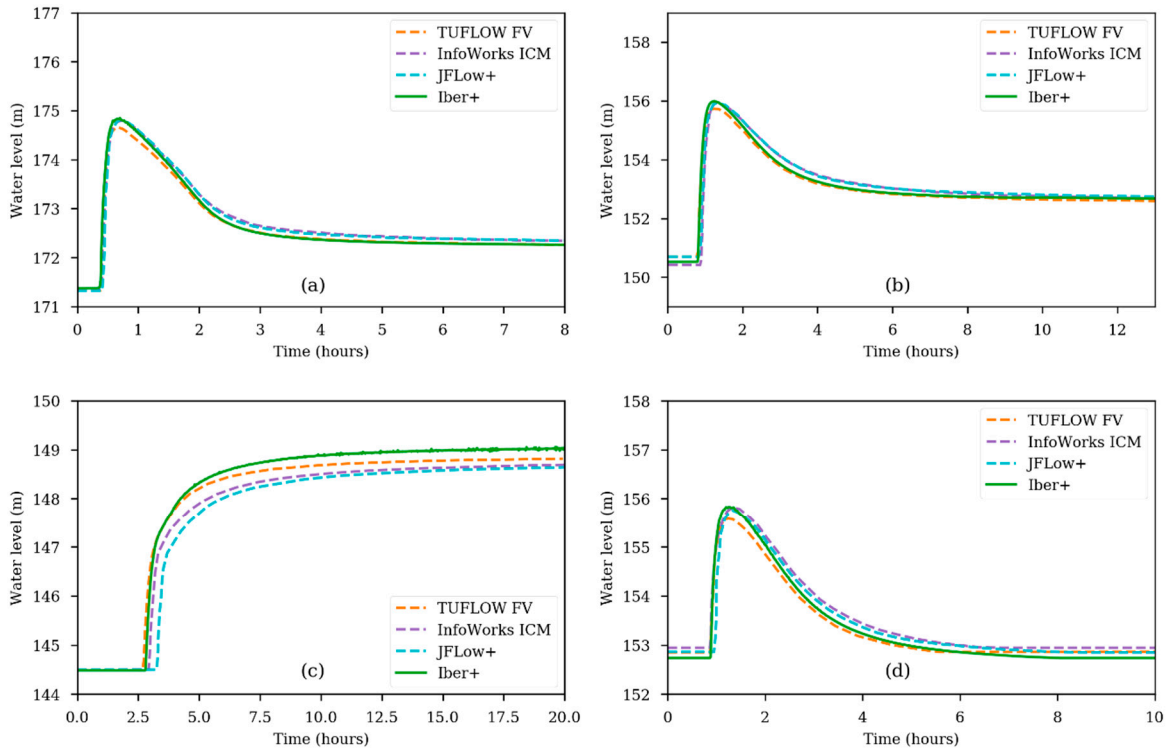 177
176
175
174
173
172
171
Water level (m)
TUFLOW FV
InfoWorks ICM
JFLow+
Iber+
(a)
0 1 2 3 4 5 6 7 8
Time (hours)
158
156
154
152
150
Water level (m)
TUFLOW FV
InfoWorks ICM
JFLow+
Iber+
(b)
0 2 4 6 8 10 12
Time (hours)
150
149
148
147
146
145
144
Water level (m)
TUFLOW FV
InfoWorks ICM
JFLow+
Iber+
(c)
0.0 2.5 5.0 7.5 10.0 12.5 15.0 17.5 20.0
Time (hours)
158
157
156
155
154
153
152
Water level (m)
TUFLOW FV
InfoWorks ICM
JFLow+
Iber+
(d)
0 2 4 6 8 10
Time (hours)